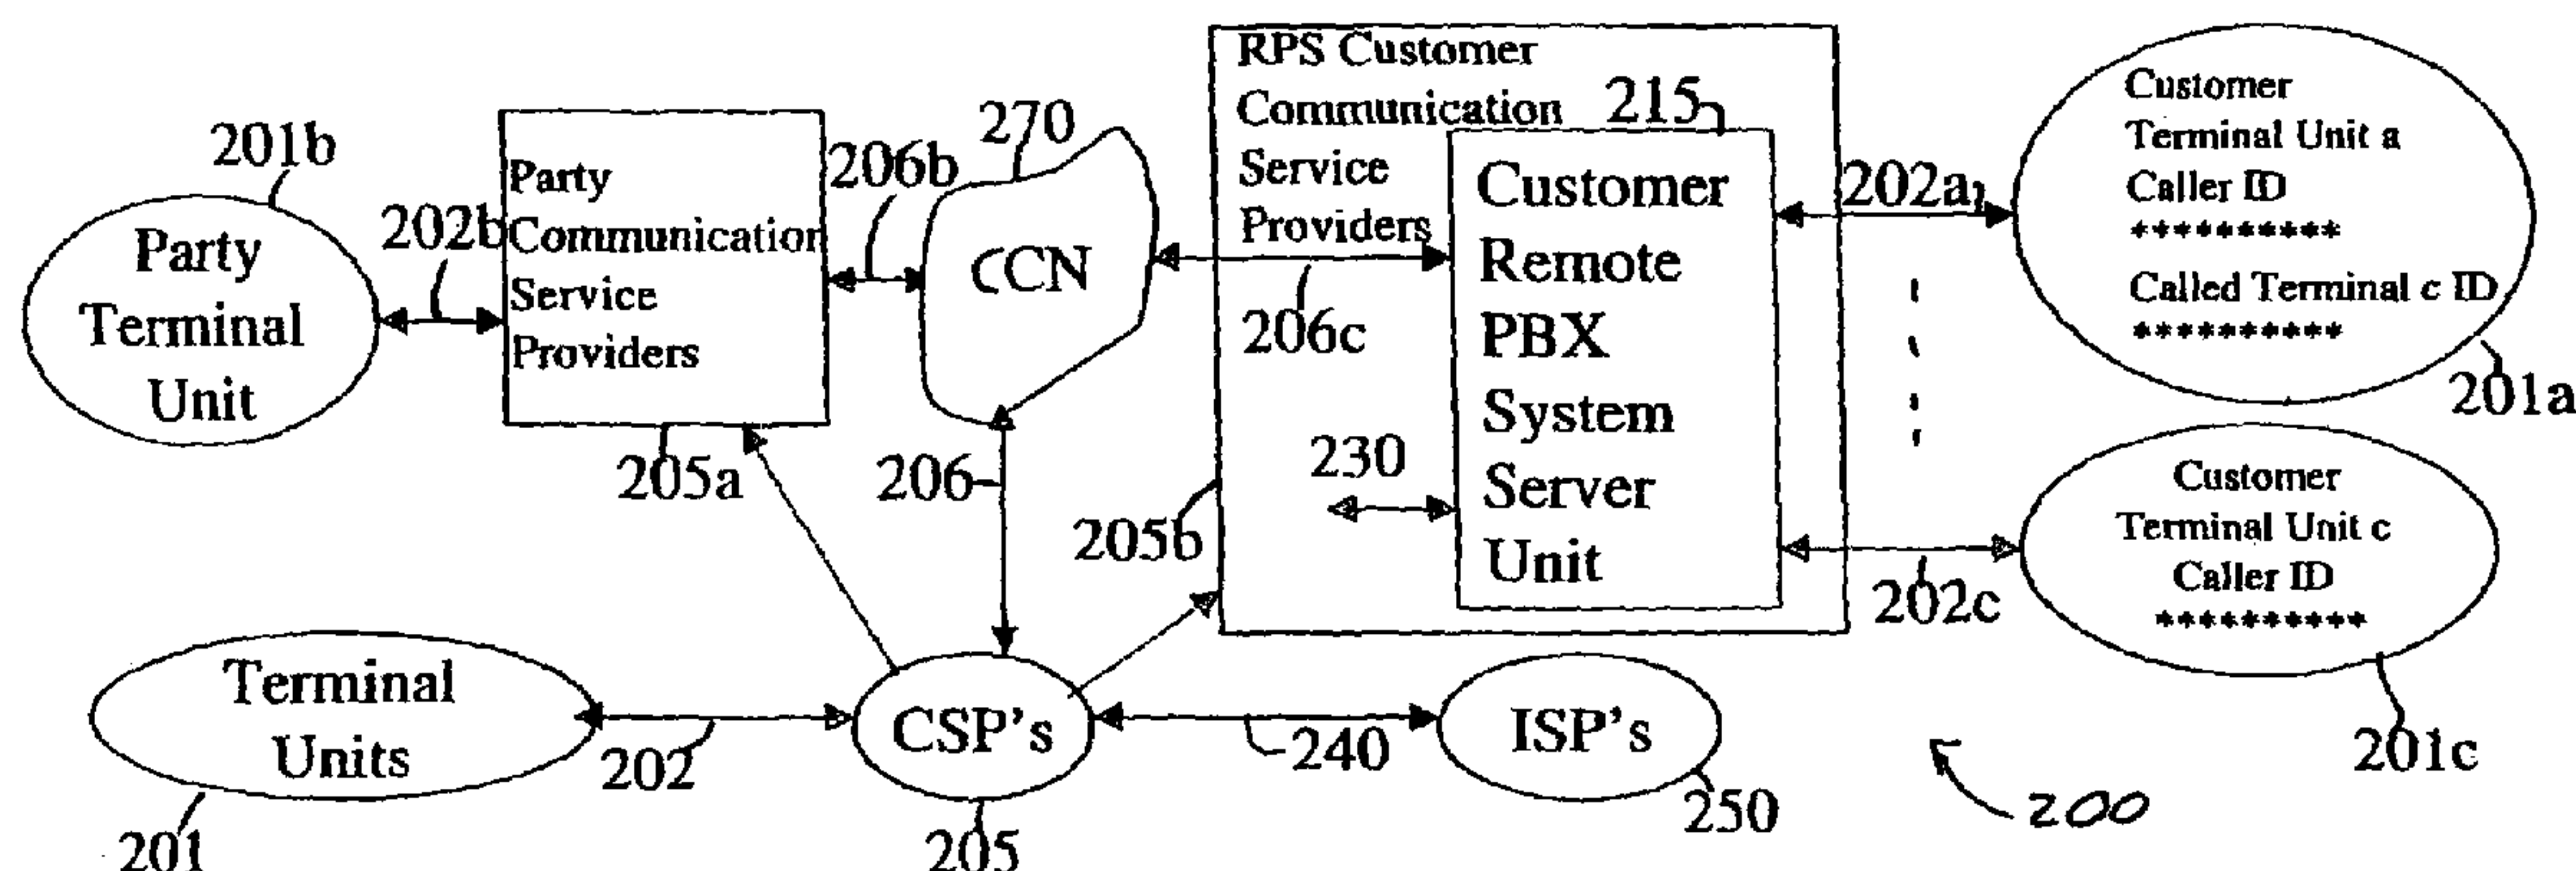 201b
Party
Terminal
Unit
202b
Party
Communication
Service
Providers
205a
206b
270
CCN
206
RPS Customer
Communication
Service
Providers
215
206c
230
205b
Customer
Remote
PBX
System
Server
Unit
202a
Customer
Terminal Unit a
Caller ID
**********
Called Terminal c ID
**********
201a
202c
Customer
Terminal Unit c
Caller ID
**********
201c
Terminal
Units
201
202
CSP's
205
240
ISP's
250
200